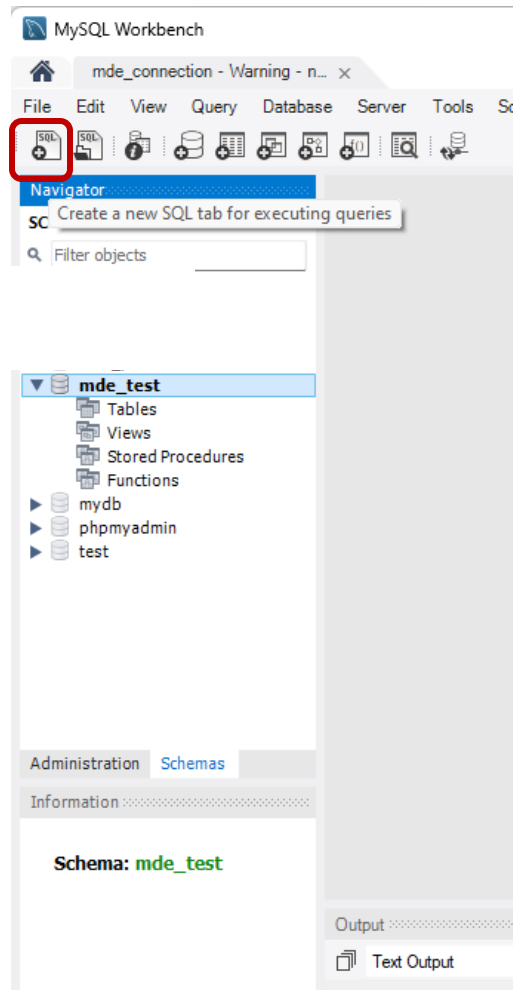 MySQL Workbench
mde_connection - Warning - n...
File Edit View Query Database Server Tools
SQL SQL
Navigator
Create a new SQL tab for executing queries
Filter objects
mde_test
Tables
Views
Stored Procedures
Functions
mydb
phpmyadmin
test
Administration Schemas
Information
Schema: mde_test
Output
Text Output